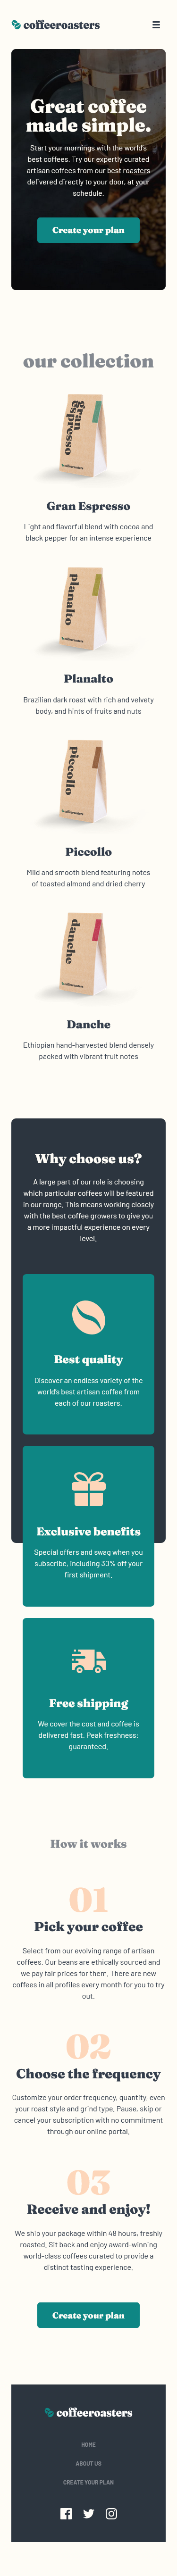 coffeeroasters
Great coffee
made simple.
Start your mornings with the world's
best coffees. Try our expertly curated
artisan coffees from our best roasters
delivered directly to your door, at your
schedule.
Create your plan
our collection
gran
espresso
coffeeroasters
Gran Espresso
Light and flavorful blend with cocoa and
black pepper for an intense experience
planalto
coffeeroasters
Planalto
Brazilian dark roast with rich and velvety
body, and hints of fruits and nuts
piccollo
coffeeroasters
Piccollo
Mild and smooth blend featuring notes
of toasted almond and dried cherry
danche
coffeeroasters
Danche
Ethiopian hand-harvested blend densely
packed with vibrant fruit notes
Why choose us?
A large part of our role is choosing
which particular coffees will be featured
in our range. This means working closely
with the best coffee growers to give you
a more impactful experience on every
level.
Best quality
Discover an endless variety of the
world's best artisan coffee from
each of our roasters.
Exclusive benefits
Special offers and swag when you
subscribe, including 30% off your
first shipment.
Free shipping
We cover the cost and coffee is
delivered fast. Peak freshness:
guaranteed.
How it works
01
Pick your coffee
Select from our evolving range of artisan
coffees. Our beans are ethically sourced and
we pay fair prices for them. There are new
coffees in all profiles every month for you to try
out.
02
Choose the frequency
Customize your order frequency, quantity, even
your roast style and grind type. Pause, skip or
cancel your subscription with no commitment
through our online portal.
03
Receive and enjoy!
We ship your package within 48 hours, freshly
roasted. Sit back and enjoy award-winning
world-class coffees curated to provide a
distinct tasting experience.
Create your plan
coffeeroasters
HOME
ABOUT US
CREATE YOUR PLAN